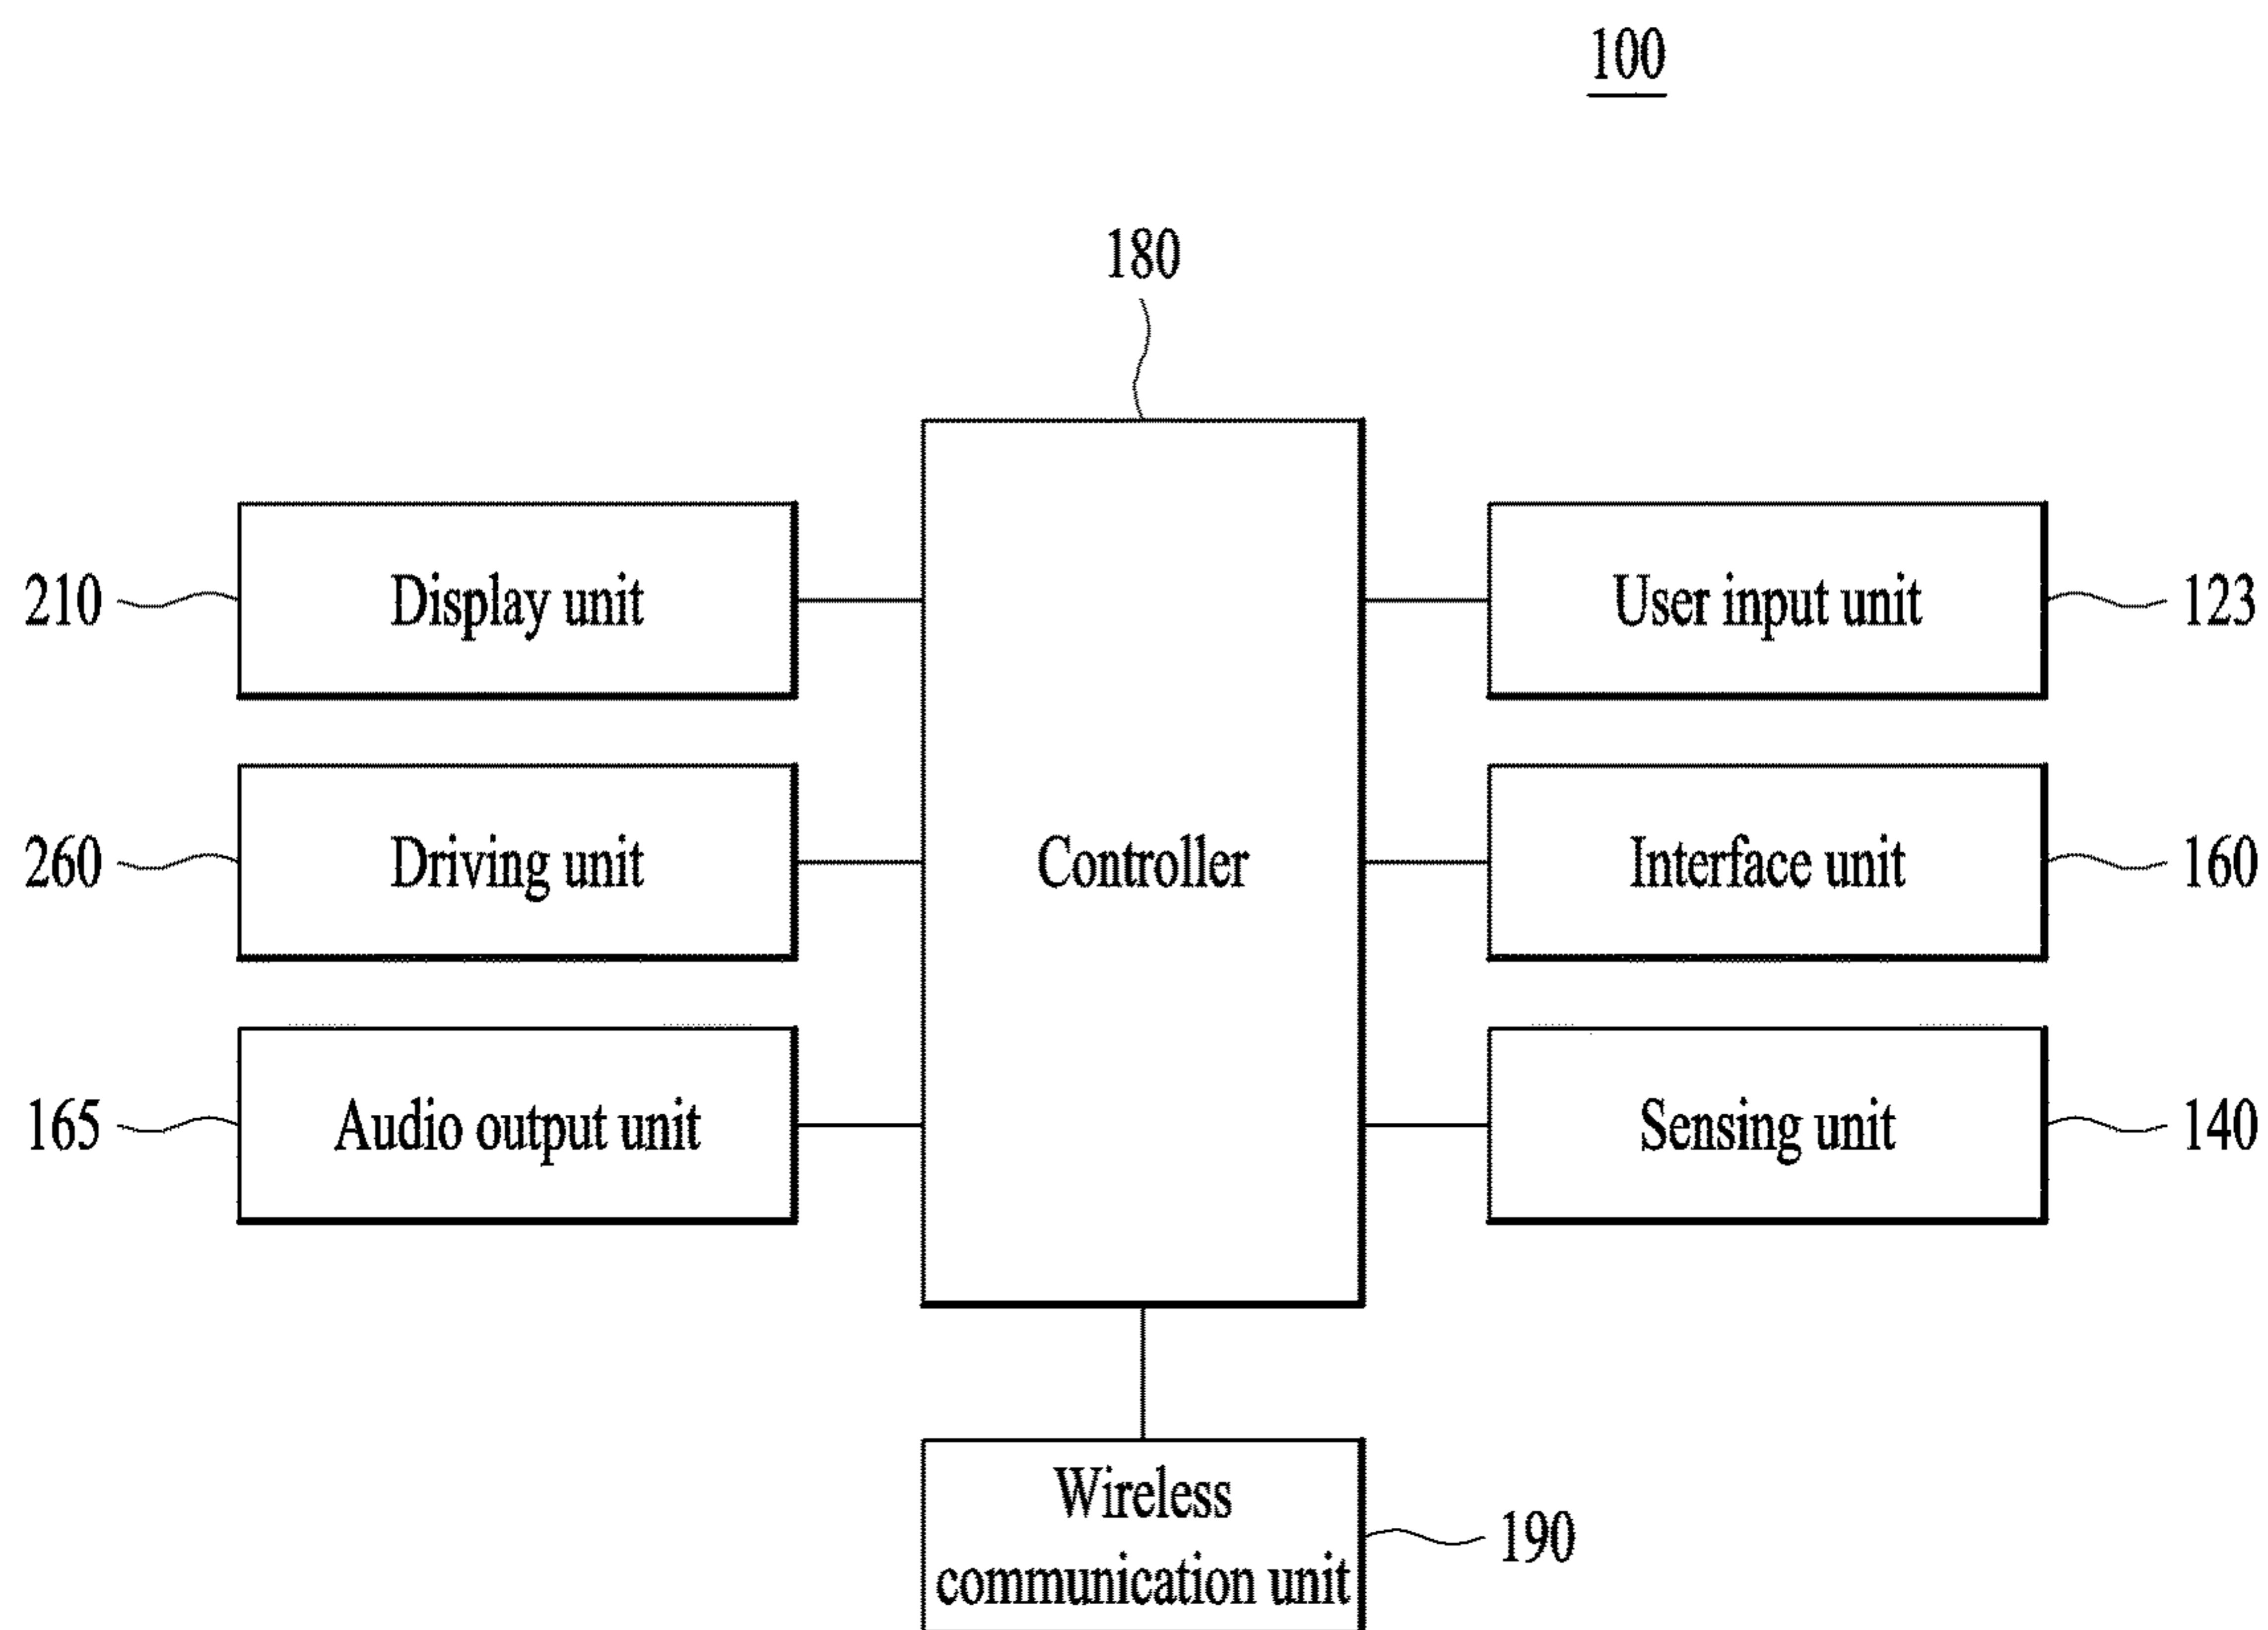 100
180
210
Display unit
User input unit
123
260
Driving unit
Controller
Interface unit
160
165
Audio output unit
Sensing unit
140
Wireless
communication unit
190